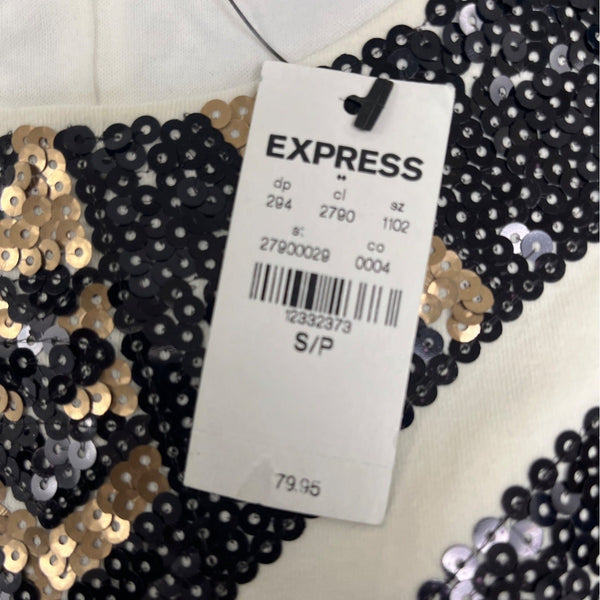 EXPRESS
dp cl sz
294 2790 1102
st co
27900029 0004
12332373
S/P
79.95